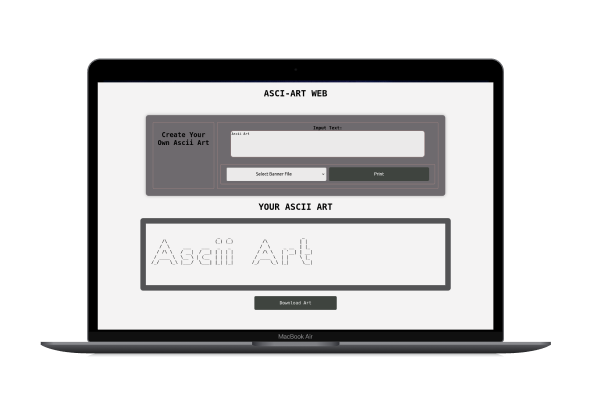 ASCI-ART WEB
Create Your
Own Ascii Art
Input Text:
Ascii Art
Select Banner File
Print
YOUR ASCII ART
Ascii Art
Download Art
MacBook Air